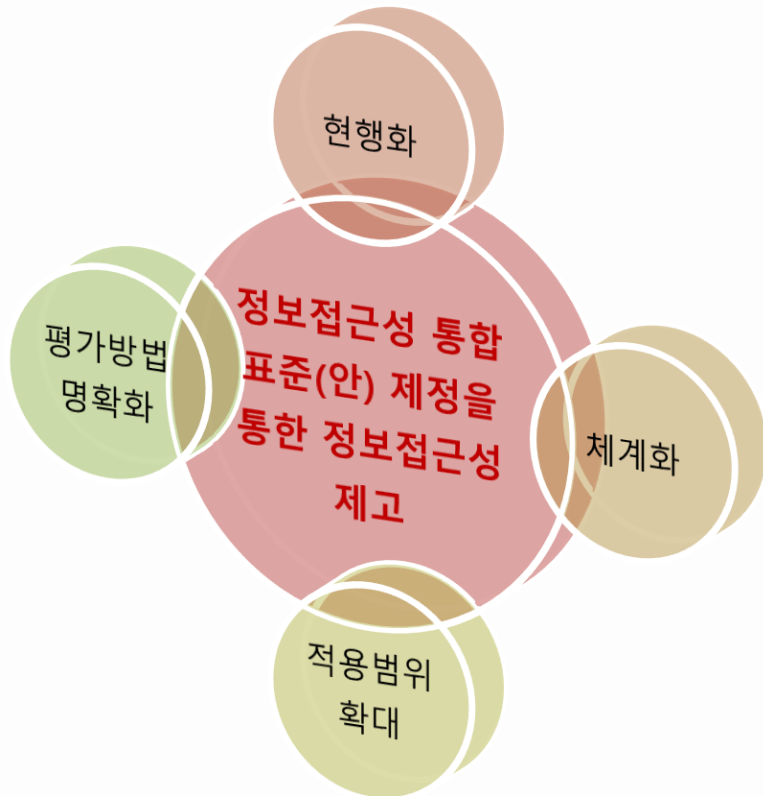 현행화
정보접근성 통합
표준(안) 제정을
통한 정보접근성
제고
평가방법
명확화
체계화
적용범위
확대